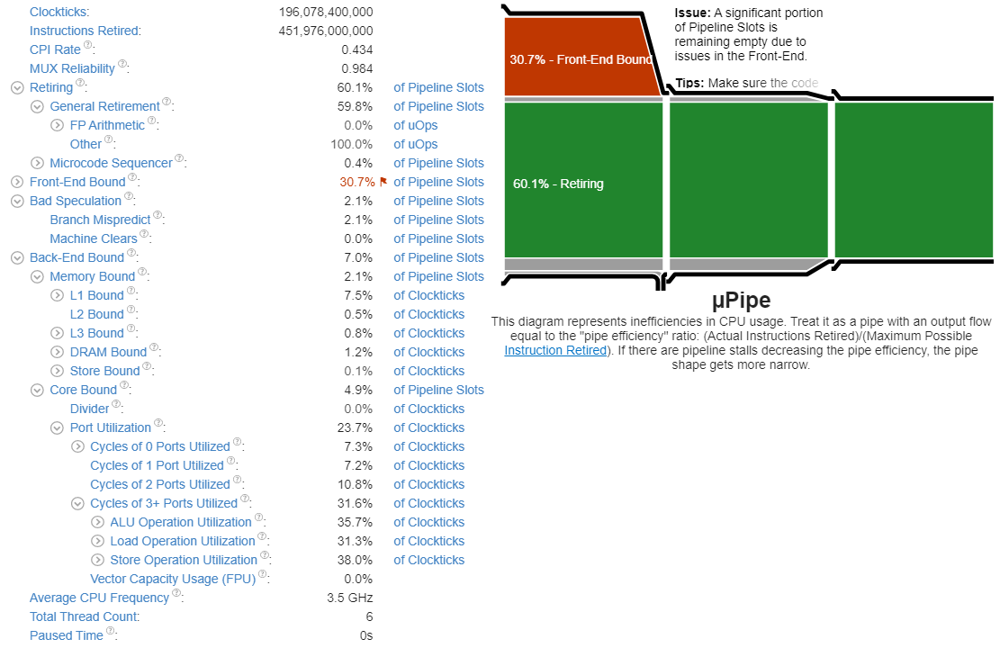 Clockticks: 196,078,400,000
Instructions Retired: 451,976,000,000
CPI Rate ?: 0.434
MUX Reliability ?: 0.984
Retiring ?: 60.1% of Pipeline Slots
General Retirement ?: 59.8% of Pipeline Slots
FP Arithmetic ?: 0.0% of uOps
Other ?: 100.0% of uOps
Microcode Sequencer ?: 0.4% of Pipeline Slots
Front-End Bound ?: 30.7% of Pipeline Slots
Bad Speculation ?: 2.1% of Pipeline Slots
Branch Mispredict ?: 2.1% of Pipeline Slots
Machine Clears ?: 0.0% of Pipeline Slots
Back-End Bound ?: 7.0% of Pipeline Slots
Memory Bound ?: 2.1% of Pipeline Slots
L1 Bound ?: 7.5% of Clockticks
L2 Bound ?: 0.5% of Clockticks
L3 Bound ?: 0.8% of Clockticks
DRAM Bound ?: 1.2% of Clockticks
Store Bound ?: 0.1% of Clockticks
Core Bound ?: 4.9% of Pipeline Slots
Divider ?: 0.0% of Clockticks
Port Utilization ?: 23.7% of Clockticks
Cycles of 0 Ports Utilized ?: 7.3% of Clockticks
Cycles of 1 Port Utilized ?: 7.2% of Clockticks
Cycles of 2 Ports Utilized ?: 10.8% of Clockticks
Cycles of 3+ Ports Utilized ?: 31.6% of Clockticks
ALU Operation Utilization ?: 35.7% of Clockticks
Load Operation Utilization ?: 31.3% of Clockticks
Store Operation Utilization ?: 38.0% of Clockticks
Vector Capacity Usage (FPU) ?: 0.0%
Average CPU Frequency ?: 3.5 GHz
Total Thread Count: 6
Paused Time ?: 0s
30.7% - Front-End Bound
60.1% - Retiring
Issue: A significant portion
of Pipeline Slots is
remaining empty due to
issues in the Front-End.
Tips: Make sure the code
µPipe
This diagram represents inefficiencies in CPU usage. Treat it as a pipe with an output flow
equal to the "pipe efficiency" ratio: (Actual Instructions Retired)/(Maximum Possible
Instruction Retired). If there are pipeline stalls decreasing the pipe efficiency, the pipe
shape gets more narrow.